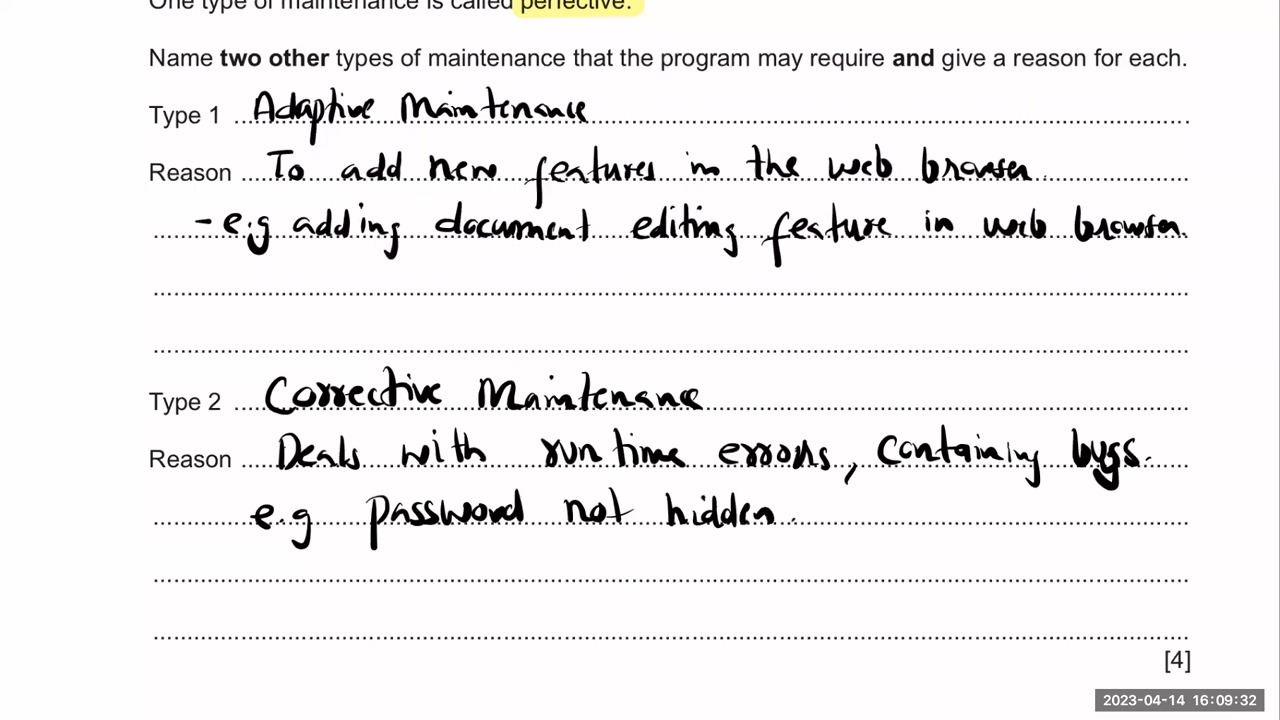 One type of maintenance is called perfective.
Name two other types of maintenance that the program may require and give a reason for each.
Type 1 Adaptive Maintenance
Reason To add new features in the web browser.
- e.g adding document editing feature in web browser.
Type 2 Corrective Maintenance
Reason Deals with run time errors, containing bugs.
e.g password not hidden.
[4]
2023-04-14 16:09:32